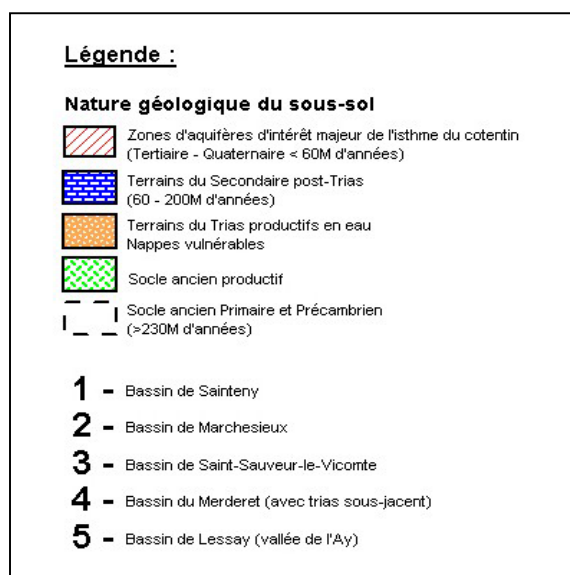 Légende :
Nature géologique du sous-sol
Zones d'aquifères d'intérêt majeur de l'isthme du cotentin
(Tertiaire - Quaternaire < 60M d'années)
Terrains du Secondaire post-Trias
(60 - 200M d'années)
Terrains du Trias productifs en eau
Nappes vulnérables
Socle ancien productif
Socle ancien Primaire et Précambrien
(>230M d'années)
1 - Bassin de Sainteny
2 - Bassin de Marchesieux
3 - Bassin de Saint-Sauveur-le-Vicomte
4 - Bassin du Merderet (avec trias sous-jacent)
5 - Bassin de Lessay (vallée de l'Ay)